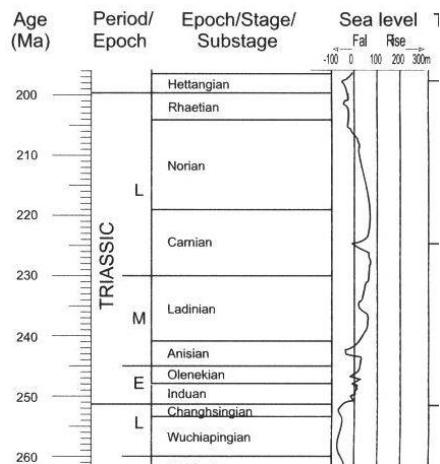 Age
(Ma)
Period/
Epoch
Epoch/Stage/
Substage
Sea level
Fall Rise
-100 0 100 200 300m
T
Hettangian
200
Rhaetian
210
Norian
L
220
Carnian
TRIASSIC
230
Ladinian
M
240
Anisian
Olenekian
E
250
Induan
Changhsingian
L
Wuchiapingian
260